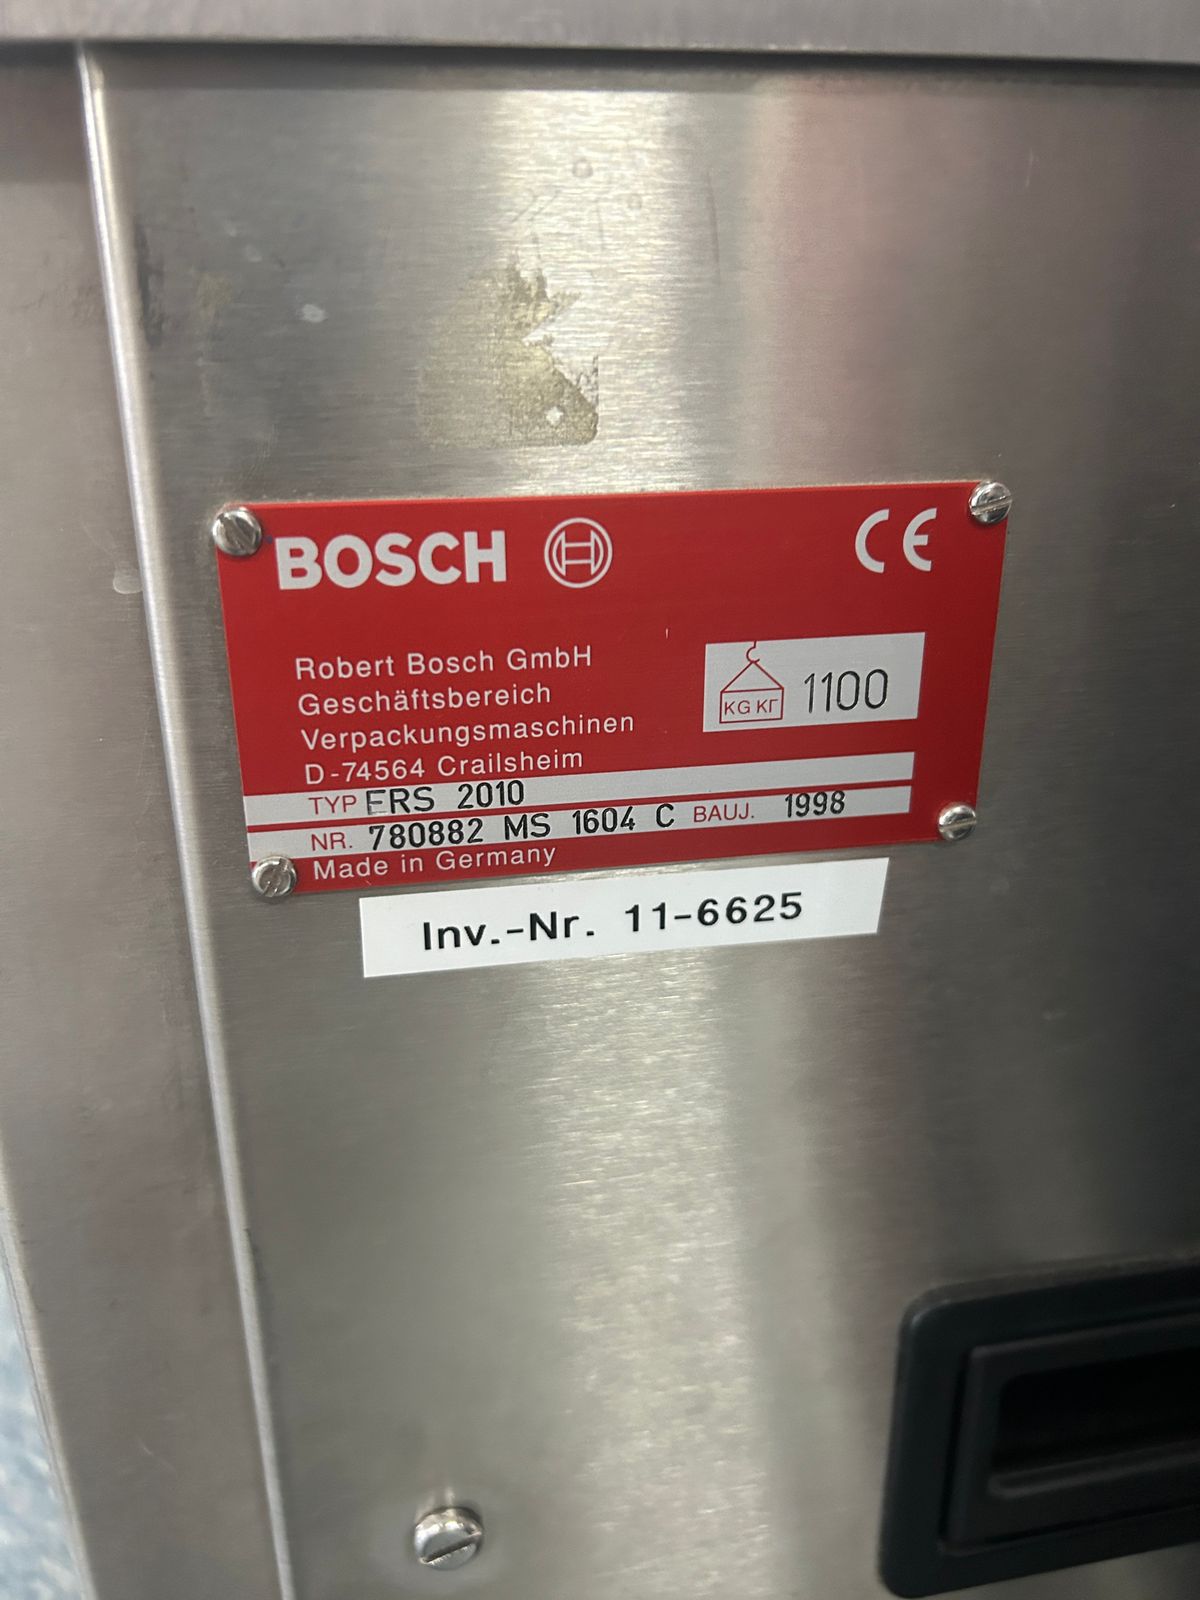 BOSCH
CE
Robert Bosch GmbH
Geschäftsbereich
Verpackungsmaschinen
D-74564 Crailsheim
KG КГ 1100
TYP FRS 2010
NR. 780882 MS 1604 C BAUJ. 1998
Made in Germany
Inv.-Nr. 11-6625